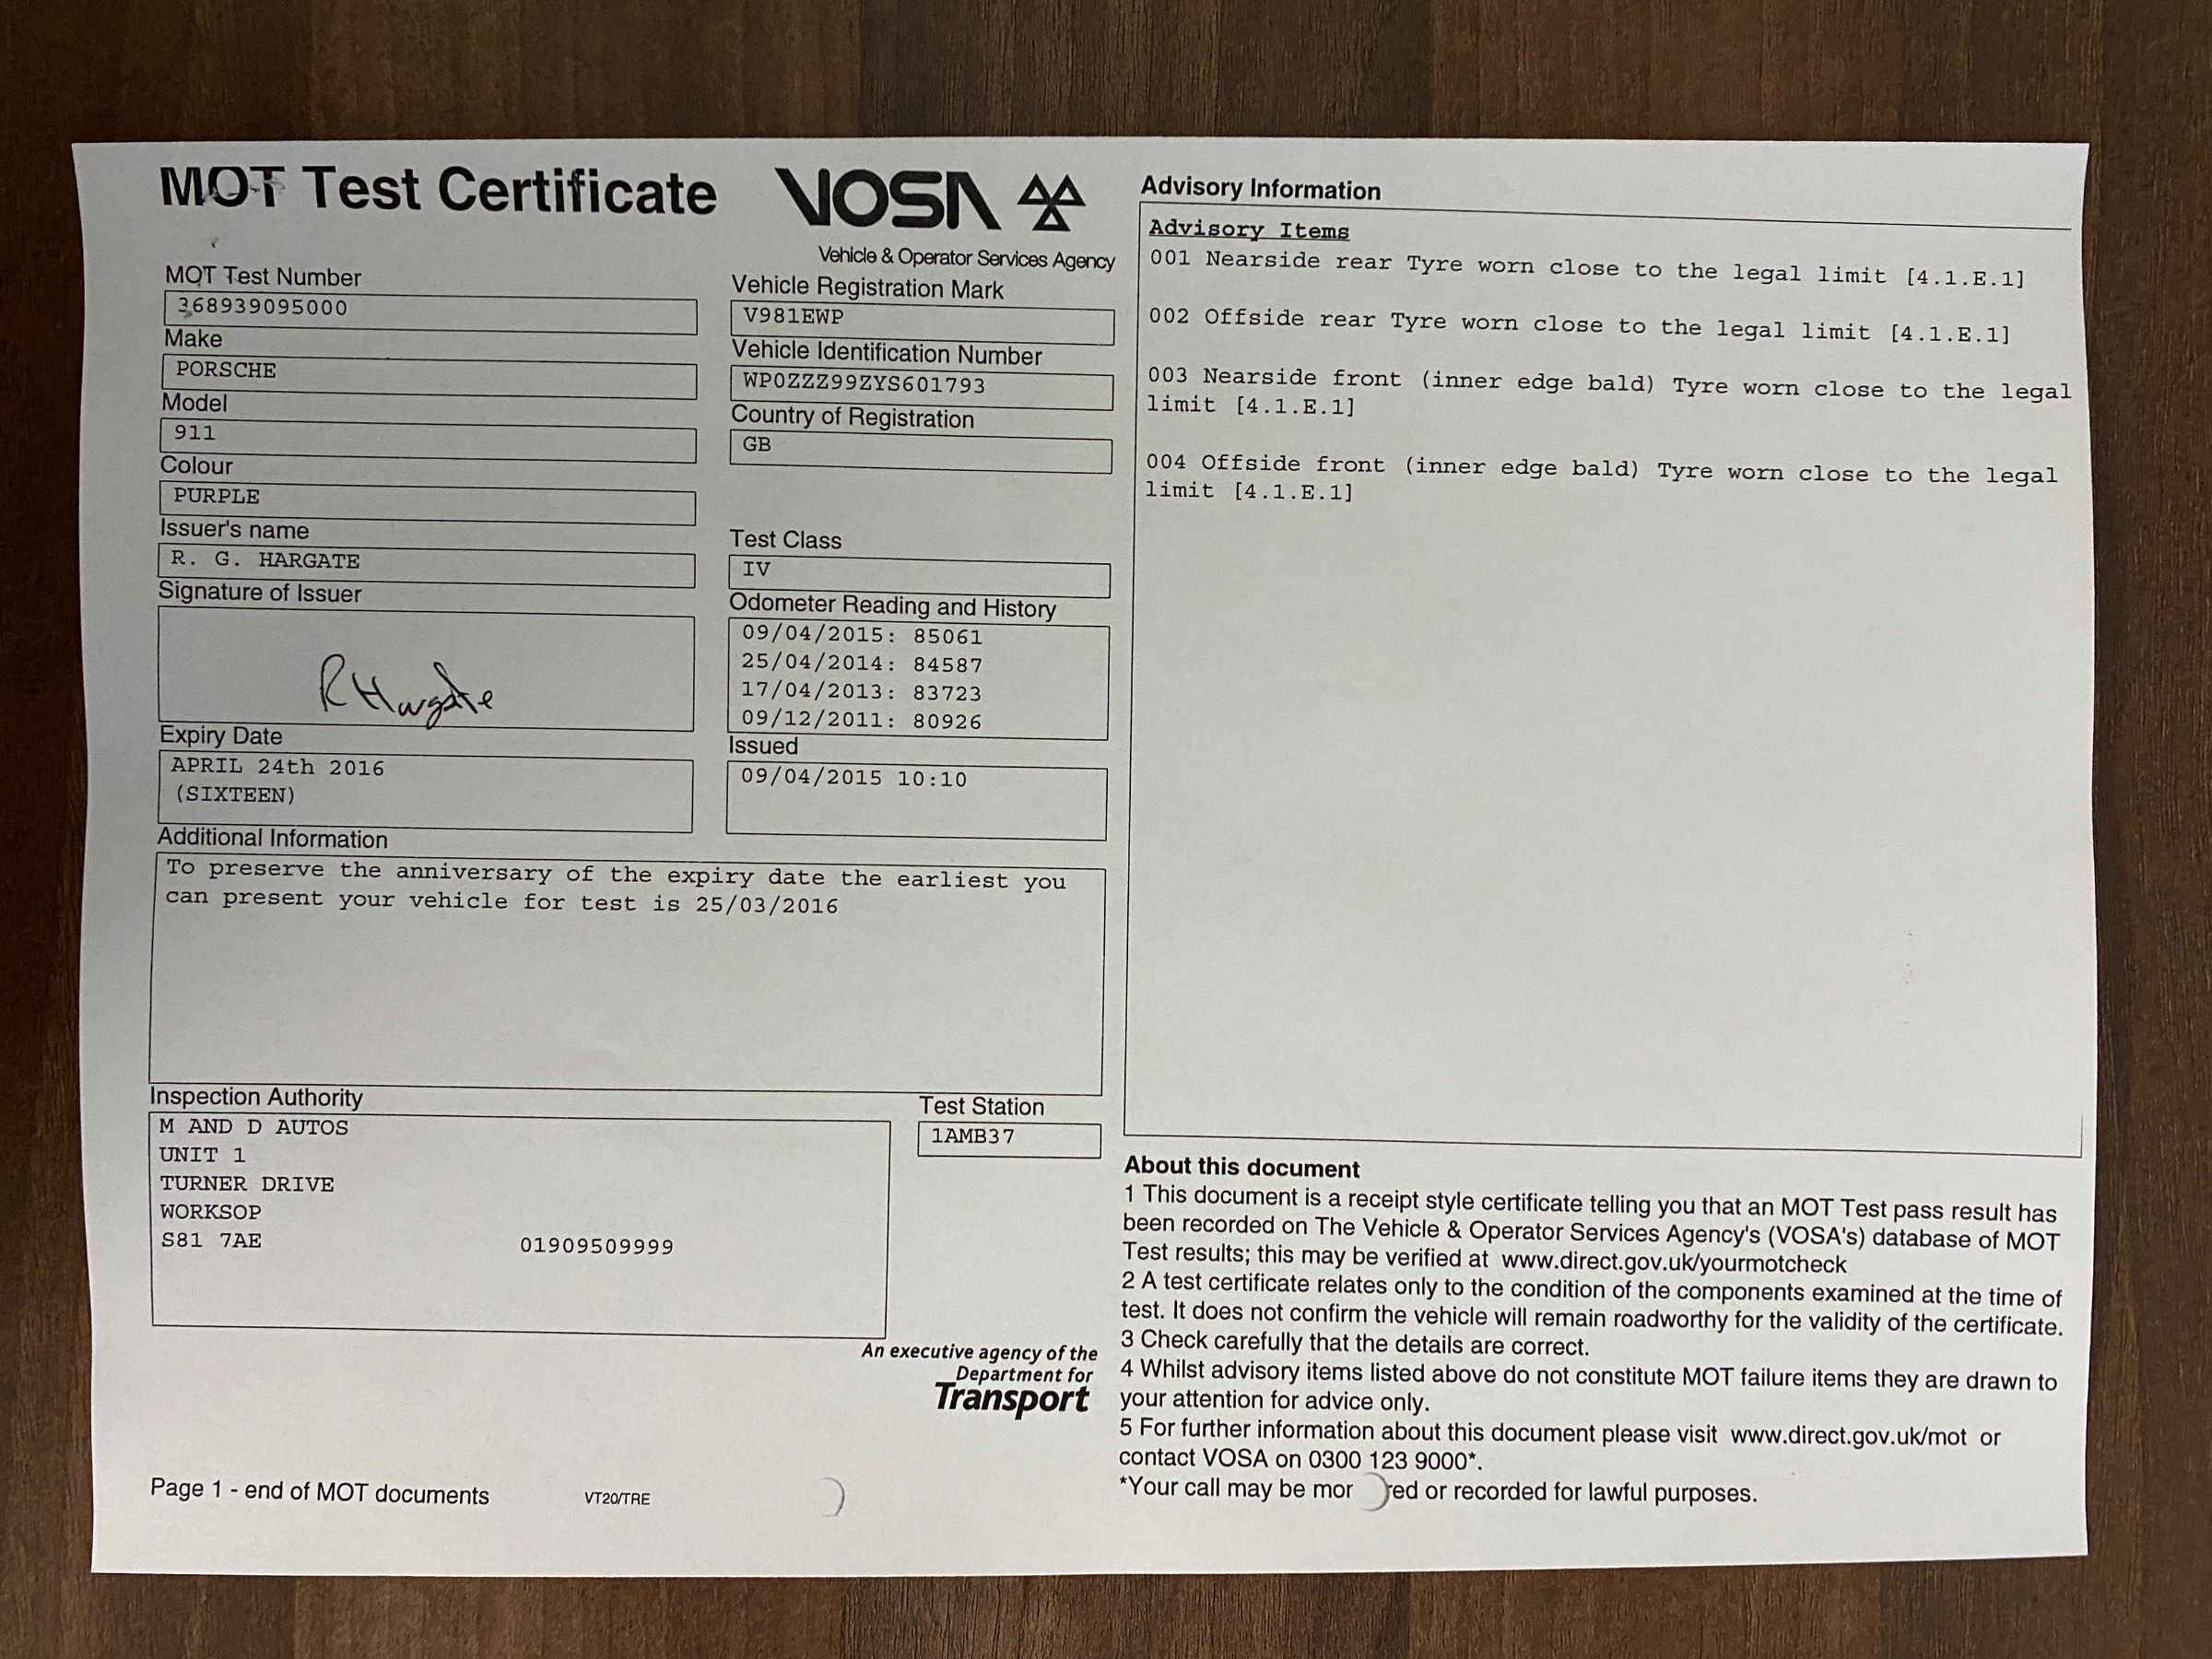 MOT Test Certificate
VOSA
Vehicle & Operator Services Agency
MOT Test Number
368939095000
Make
PORSCHE
Model
911
Colour
PURPLE
Issuer's name
R. G. HARGATE
Signature of Issuer
R Hargate
Expiry Date
APRIL 24th 2016
(SIXTEEN)
Vehicle Registration Mark
V981EWP
Vehicle Identification Number
WP0ZZZ99ZYS601793
Country of Registration
GB
Test Class
IV
Odometer Reading and History
09/04/2015: 85061
25/04/2014: 84587
17/04/2013: 83723
09/12/2011: 80926
Issued
09/04/2015 10:10
Additional Information
To preserve the anniversary of the expiry date the earliest you
can present your vehicle for test is 25/03/2016
Inspection Authority
M AND D AUTOS
UNIT 1
TURNER DRIVE
WORKSOP
S81 7AE 01909509999
Test Station
1AMB37
An executive agency of the
Department for
Transport
Page 1 - end of MOT documents VT20/TRE
Advisory Information
Advisory Items
001 Nearside rear Tyre worn close to the legal limit [4.1.E.1]
002 Offside rear Tyre worn close to the legal limit [4.1.E.1]
003 Nearside front (inner edge bald) Tyre worn close to the legal
limit [4.1.E.1]
004 Offside front (inner edge bald) Tyre worn close to the legal
limit [4.1.E.1]
About this document
1 This document is a receipt style certificate telling you that an MOT Test pass result has
been recorded on The Vehicle & Operator Services Agency's (VOSA's) database of MOT
Test results; this may be verified at www.direct.gov.uk/yourmotcheck
2 A test certificate relates only to the condition of the components examined at the time of
test. It does not confirm the vehicle will remain roadworthy for the validity of the certificate.
3 Check carefully that the details are correct.
4 Whilst advisory items listed above do not constitute MOT failure items they are drawn to
your attention for advice only.
5 For further information about this document please visit www.direct.gov.uk/mot or
contact VOSA on 0300 123 9000*.
*Your call may be mor red or recorded for lawful purposes.